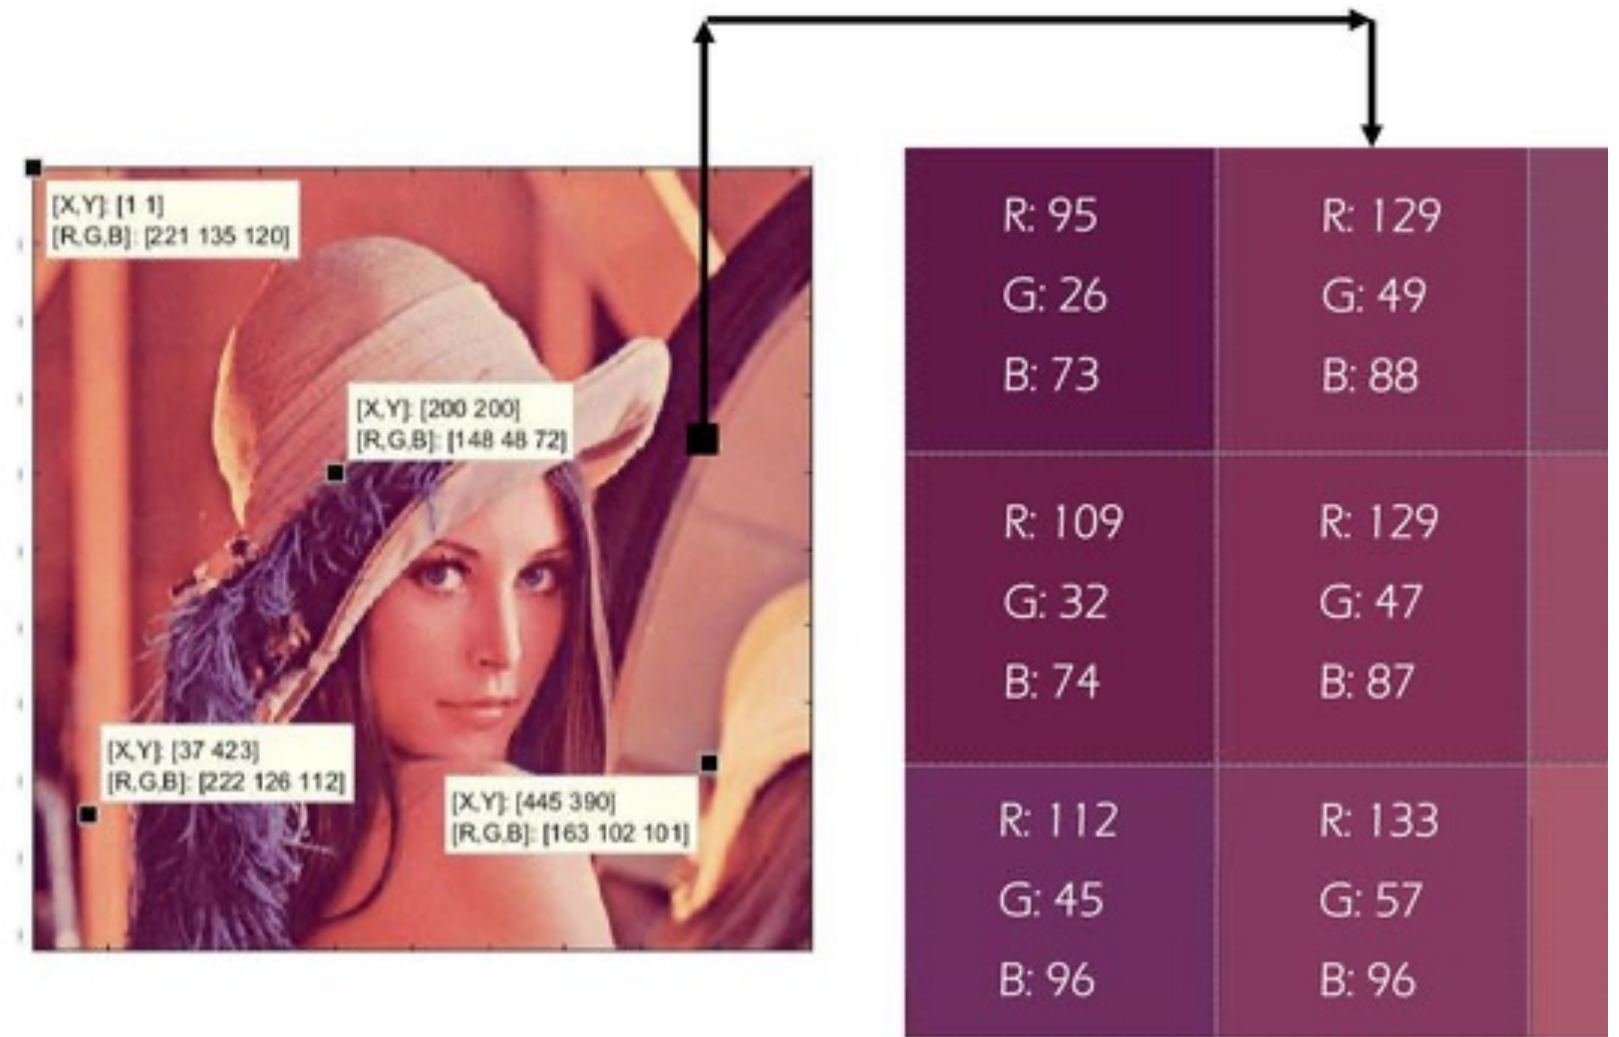 [X,Y]: [1 1]
[R,G,B]: [221 135 120]
[X,Y]: [200 200]
[R,G,B]: [148 48 72]
[X,Y]: [37 423]
[R,G,B]: [222 126 112]
[X,Y]: [445 390]
[R,G,B]: [163 102 101]
R: 95
G: 26
B: 73
R: 129
G: 49
B: 88
R: 109
G: 32
B: 74
R: 129
G: 47
B: 87
R: 112
G: 45
B: 96
R: 133
G: 57
B: 96